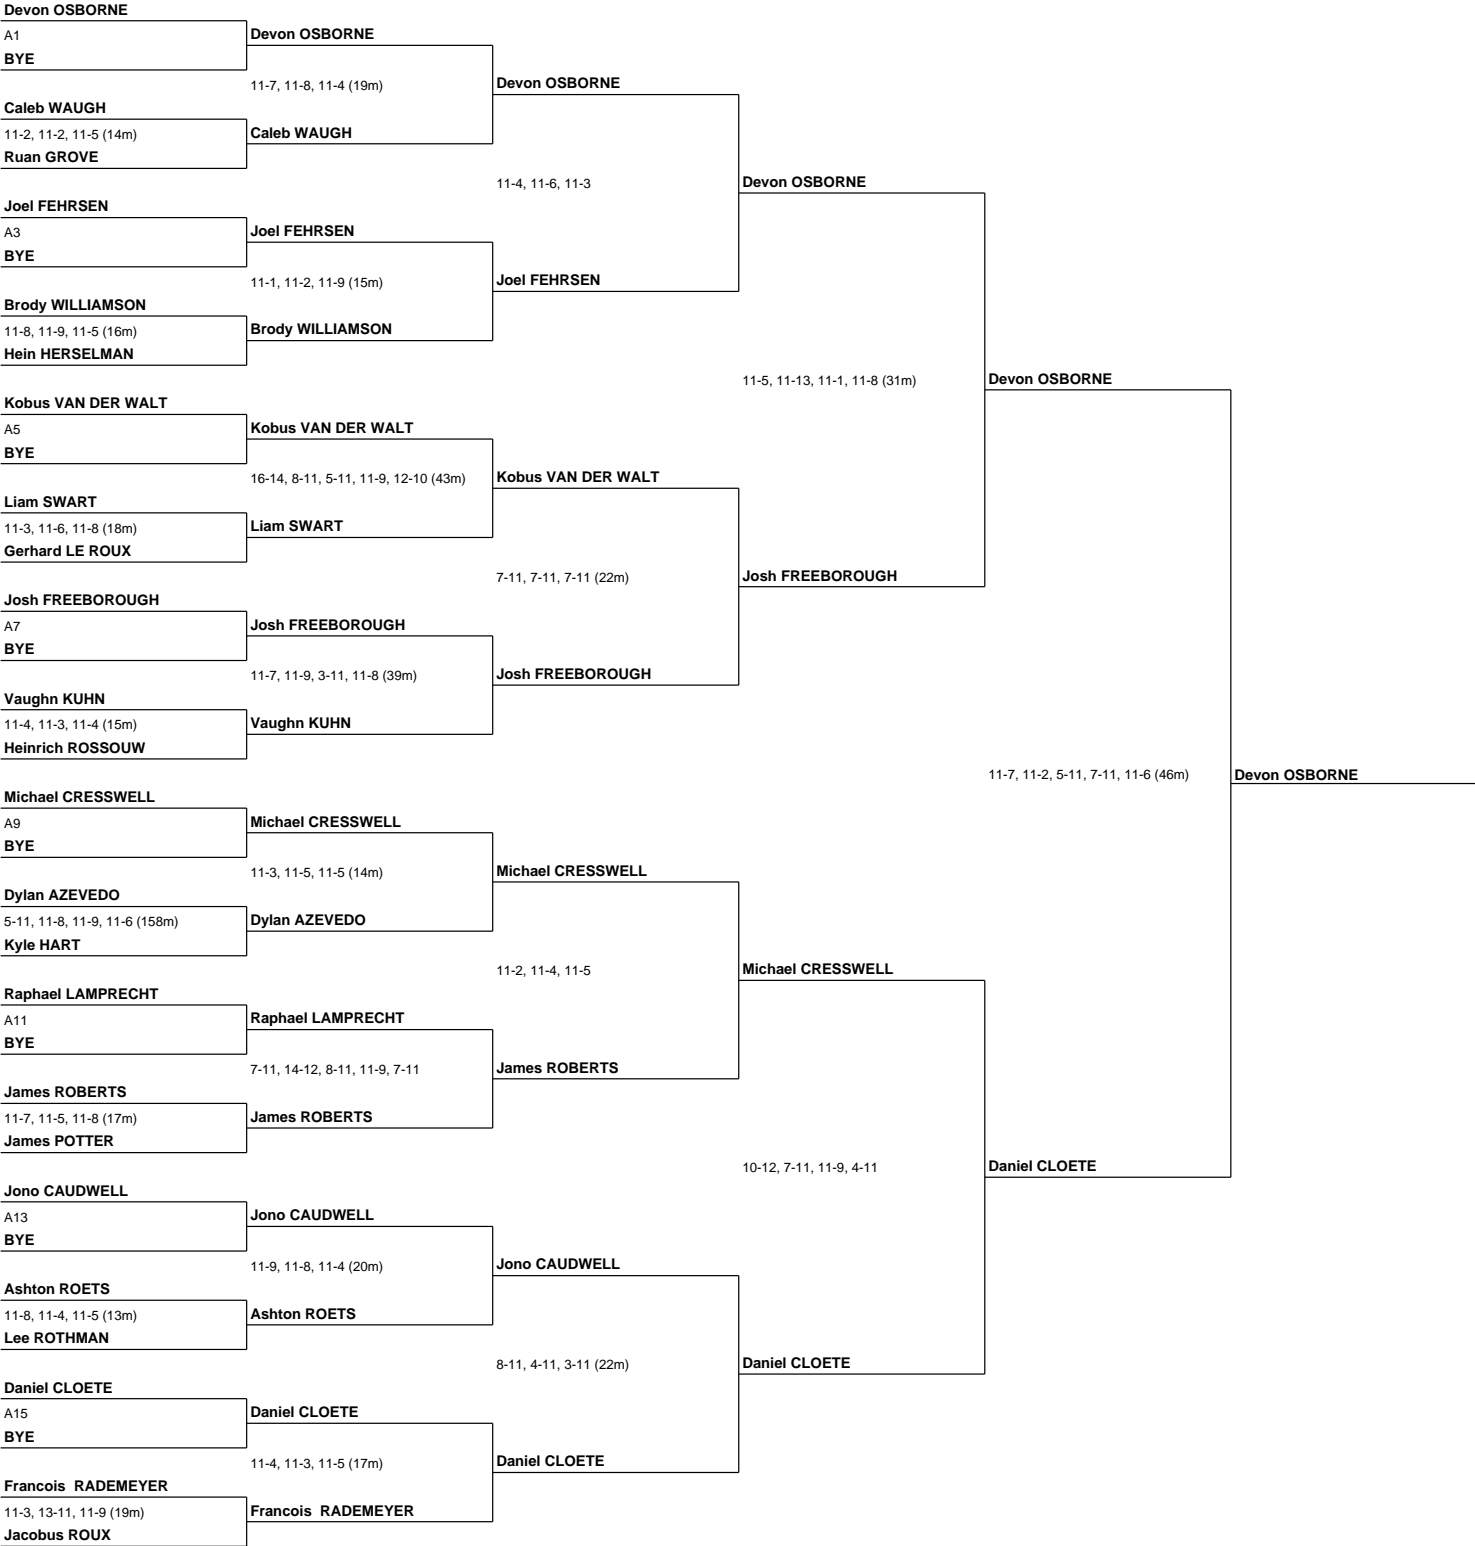 Devon OSBORNE
A1
BYE
Devon OSBORNE
11-7, 11-8, 11-4 (19m)
Devon OSBORNE
Caleb WAUGH
11-2, 11-2, 11-5 (14m)
Ruan GROVE
Caleb WAUGH
11-4, 11-6, 11-3
Devon OSBORNE
Joel FEHRSEN
A3
BYE
Joel FEHRSEN
11-1, 11-2, 11-9 (15m)
Joel FEHRSEN
Brody WILLIAMSON
11-8, 11-9, 11-5 (16m)
Hein HERSELMAN
Brody WILLIAMSON
11-5, 11-13, 11-1, 11-8 (31m)
Devon OSBORNE
Kobus VAN DER WALT
A5
BYE
Kobus VAN DER WALT
16-14, 8-11, 5-11, 11-9, 12-10 (43m)
Kobus VAN DER WALT
Liam SWART
11-3, 11-6, 11-8 (18m)
Gerhard LE ROUX
Liam SWART
7-11, 7-11, 7-11 (22m)
Josh FREEBOROUGH
Josh FREEBOROUGH
A7
BYE
Josh FREEBOROUGH
11-7, 11-9, 3-11, 11-8 (39m)
Josh FREEBOROUGH
Vaughn KUHN
11-4, 11-3, 11-4 (15m)
Heinrich ROSSOUW
Vaughn KUHN
11-7, 11-2, 5-11, 7-11, 11-6 (46m)
Devon OSBORNE
Michael CRESSWELL
A9
BYE
Michael CRESSWELL
11-3, 11-5, 11-5 (14m)
Michael CRESSWELL
Dylan AZEVEDO
5-11, 11-8, 11-9, 11-6 (158m)
Kyle HART
Dylan AZEVEDO
11-2, 11-4, 11-5
Michael CRESSWELL
Raphael LAMPRECHT
A11
BYE
Raphael LAMPRECHT
7-11, 14-12, 8-11, 11-9, 7-11
James ROBERTS
James ROBERTS
11-7, 11-5, 11-8 (17m)
James POTTER
James ROBERTS
10-12, 7-11, 11-9, 4-11
Daniel CLOETE
Jono CAUDWELL
A13
BYE
Jono CAUDWELL
11-9, 11-8, 11-4 (20m)
Jono CAUDWELL
Ashton ROETS
11-8, 11-4, 11-5 (13m)
Lee ROTHMAN
Ashton ROETS
8-11, 4-11, 3-11 (22m)
Daniel CLOETE
Daniel CLOETE
A15
BYE
Daniel CLOETE
11-4, 11-3, 11-5 (17m)
Daniel CLOETE
Francois  RADEMEYER
11-3, 13-11, 11-9 (19m)
Jacobus ROUX
Francois  RADEMEYER